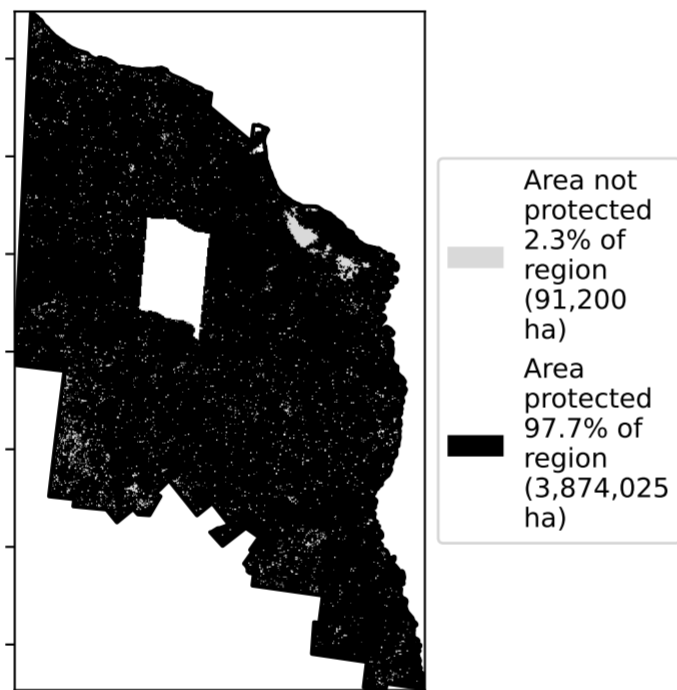 Area not
protected
2.3% of
region
(91,200
ha)
Area
protected
97.7% of
region
(3,874,025
ha)